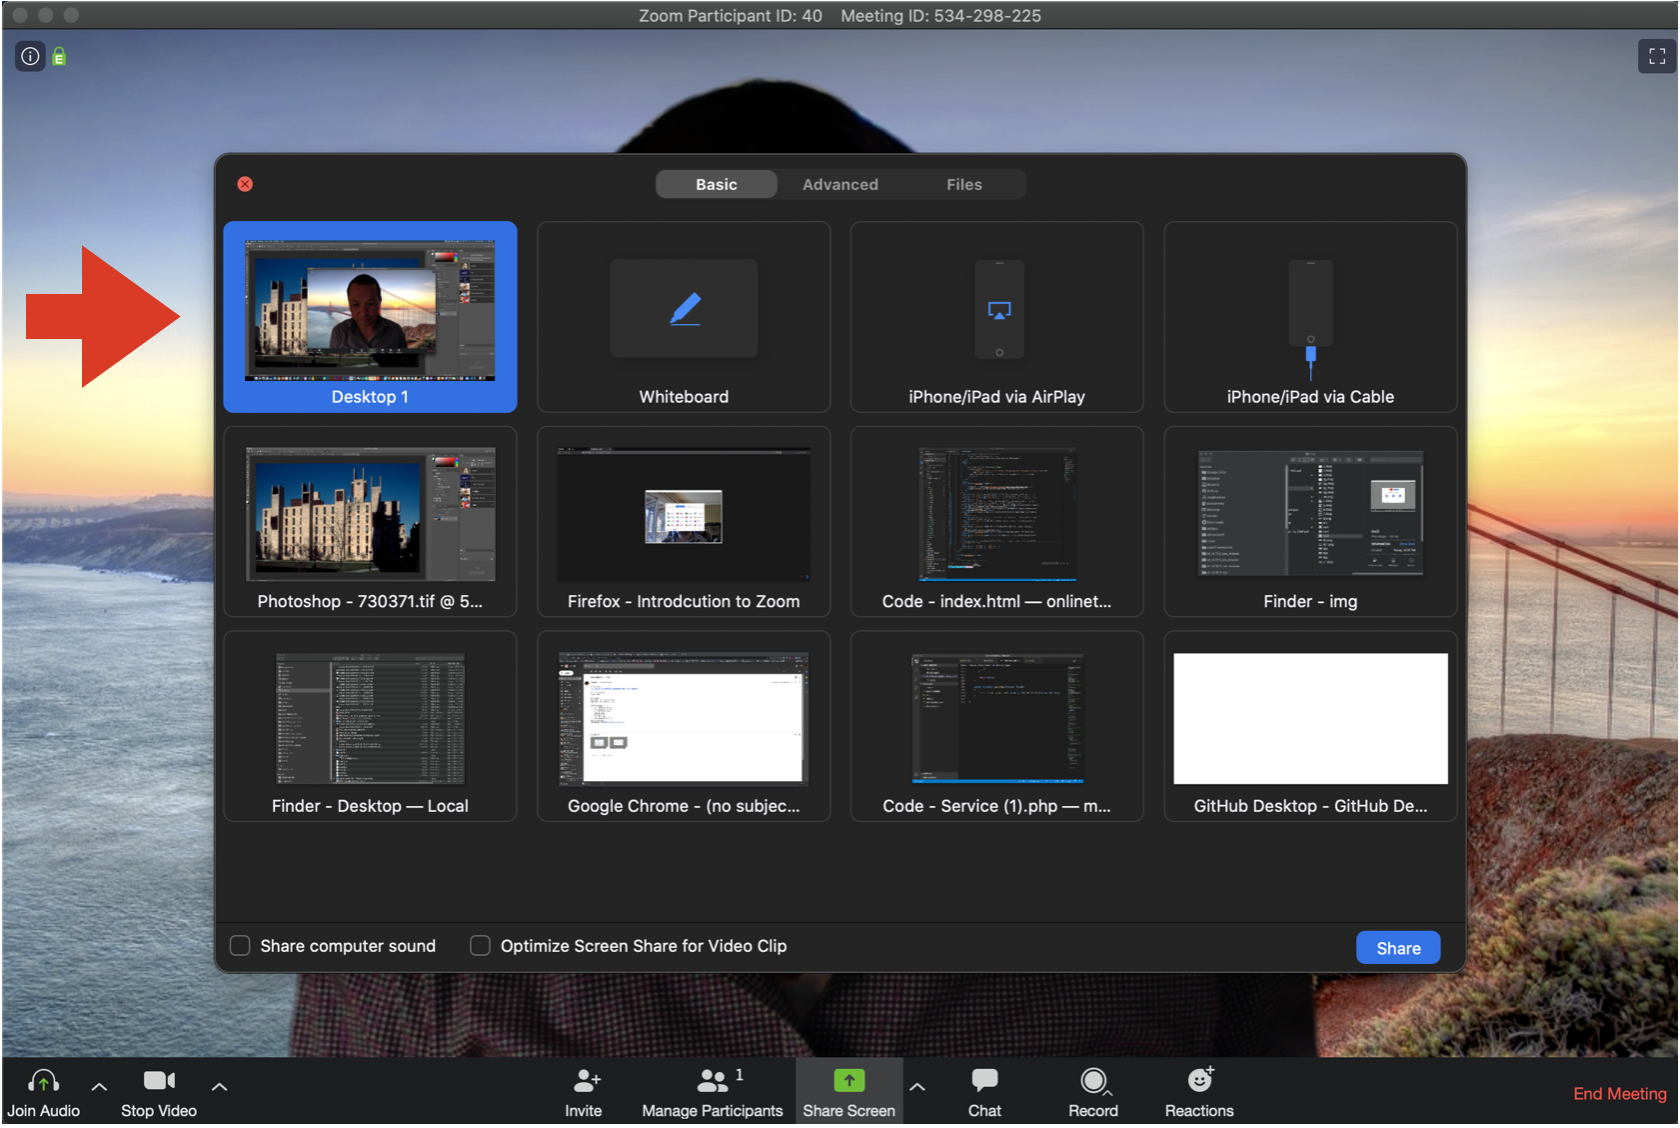 Zoom Participant ID: 40 Meeting ID: 534-298-225
Basic Advanced Files
Desktop 1 Whiteboard iPhone/iPad via AirPlay iPhone/iPad via Cable
Photoshop - 730371.tif @ 5... Firefox - Introdcution to Zoom Code - index.html — onlinet... Finder - img
Finder - Desktop — Local Google Chrome - (no subjec... Code - Service (1).php — m... GitHub Desktop - GitHub De...
Share computer sound Optimize Screen Share for Video Clip Share
1
Join Audio Stop Video Invite Manage Participants Share Screen Chat Record Reactions End Meeting